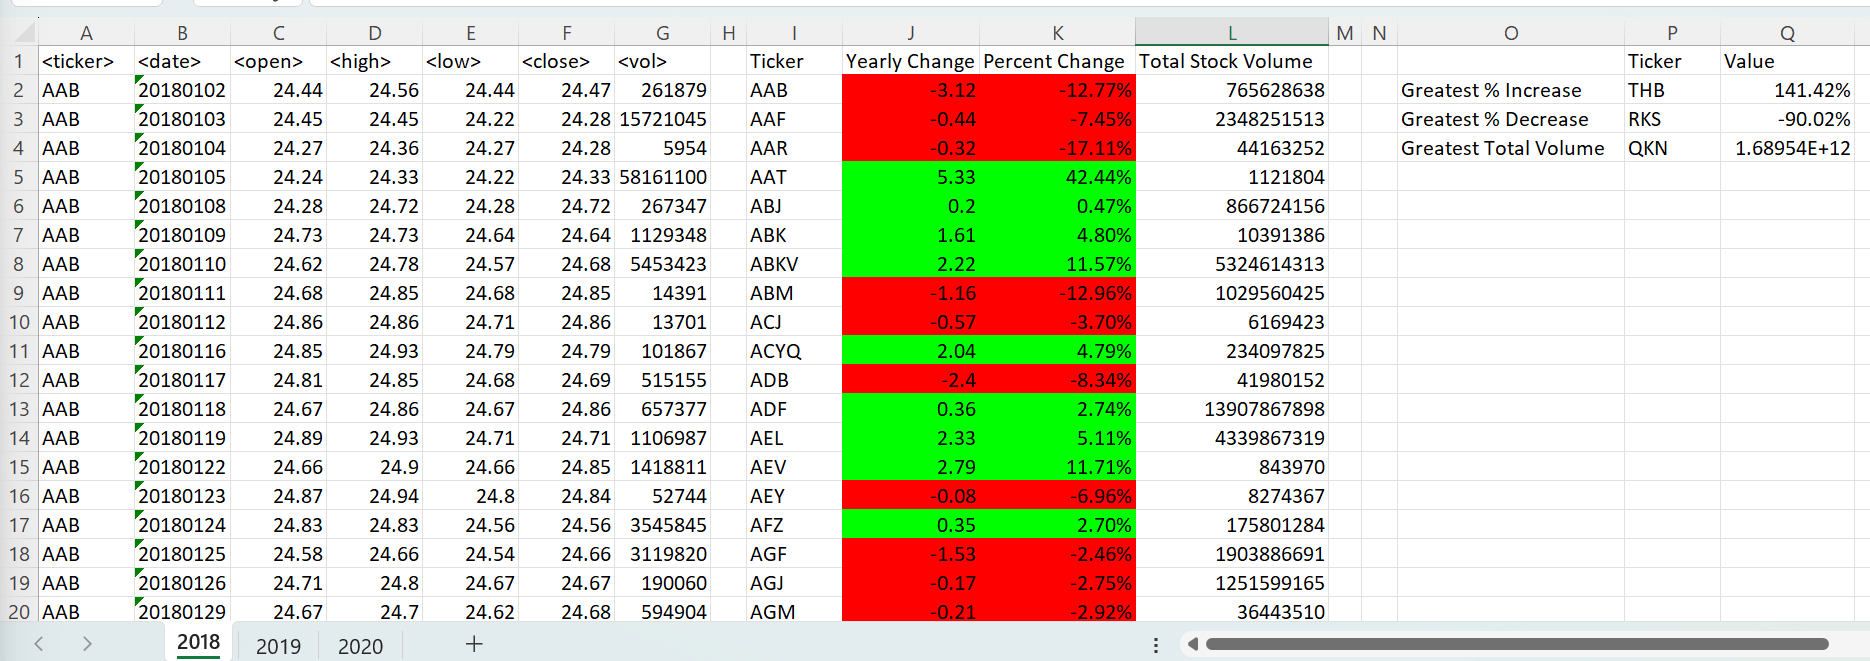 A B C D E F G H I J K L M N O P Q
1 <ticker> <date> <open> <high> <low> <close> <vol> Ticker Yearly Change Percent Change Total Stock Volume Ticker Value
2 AAB 20180102 24.44 24.56 24.44 24.47 261879 AAB -3.12 -12.77% 765628638 Greatest % Increase THB 141.42%
3 AAB 20180103 24.45 24.45 24.22 24.28 15721045 AAF -0.44 -7.45% 2348251513 Greatest % Decrease RKS -90.02%
4 AAB 20180104 24.27 24.36 24.27 24.28 5954 AAR -0.32 -17.11% 44163252 Greatest Total Volume QKN 1.68954E+12
5 AAB 20180105 24.24 24.33 24.22 24.33 58161100 AAT 5.33 42.44% 1121804
6 AAB 20180108 24.28 24.72 24.28 24.72 267347 ABJ 0.2 0.47% 866724156
7 AAB 20180109 24.73 24.73 24.64 24.64 1129348 ABK 1.61 4.80% 10391386
8 AAB 20180110 24.62 24.78 24.57 24.68 5453423 ABKV 2.22 11.57% 5324614313
9 AAB 20180111 24.68 24.85 24.68 24.85 14391 ABM -1.16 -12.96% 1029560425
10 AAB 20180112 24.86 24.86 24.71 24.86 13701 ACJ -0.57 -3.70% 6169423
11 AAB 20180116 24.85 24.93 24.79 24.79 101867 ACYQ 2.04 4.79% 234097825
12 AAB 20180117 24.81 24.85 24.68 24.69 515155 ADB -2.4 -8.34% 41980152
13 AAB 20180118 24.67 24.86 24.67 24.86 657377 ADF 0.36 2.74% 13907867898
14 AAB 20180119 24.89 24.93 24.71 24.71 1106987 AEL 2.33 5.11% 4339867319
15 AAB 20180122 24.66 24.9 24.66 24.85 1418811 AEV 2.79 11.71% 843970
16 AAB 20180123 24.87 24.94 24.8 24.84 52744 AEY -0.08 -6.96% 8274367
17 AAB 20180124 24.83 24.83 24.56 24.56 3545845 AFZ 0.35 2.70% 175801284
18 AAB 20180125 24.58 24.66 24.54 24.66 3119820 AGF -1.53 -2.46% 1903886691
19 AAB 20180126 24.71 24.8 24.67 24.67 190060 AGJ -0.17 -2.75% 1251599165
20 AAB 20180129 24.67 24.7 24.62 24.68 594904 AGM -0.21 -2.92% 36443510
2018 2019 2020